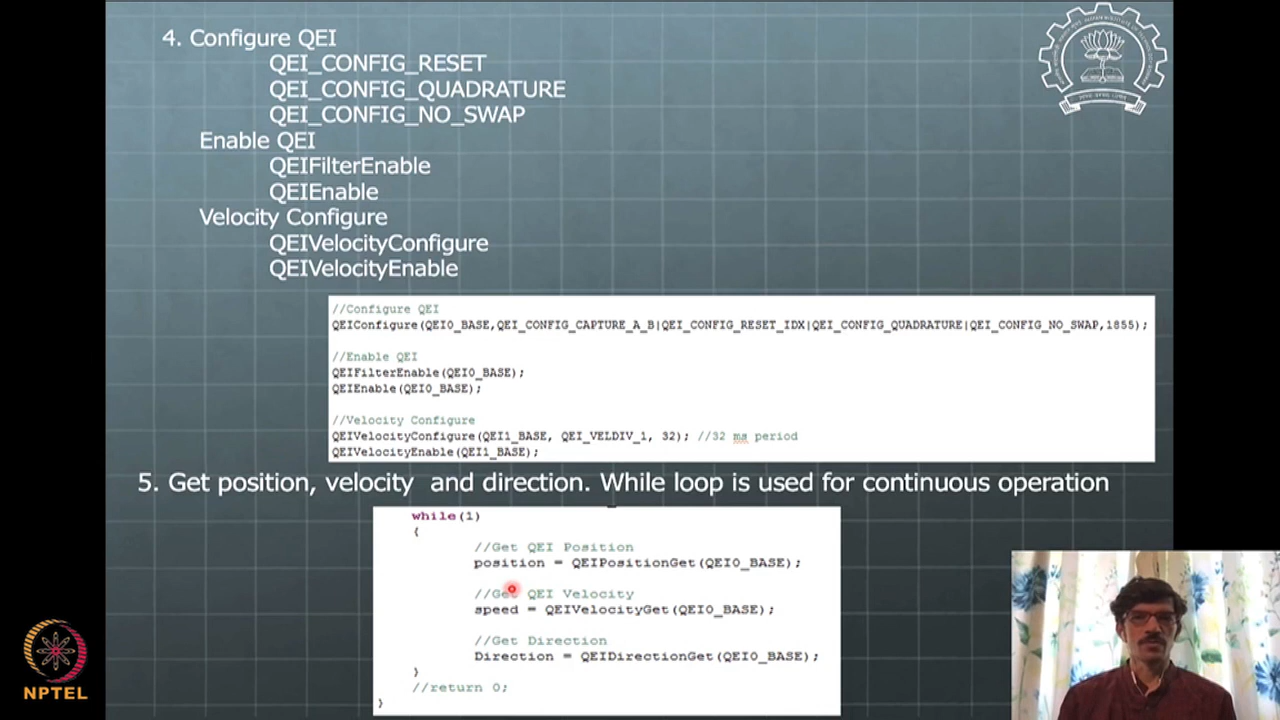 4. Configure QEI
QEI_CONFIG_RESET
QEI_CONFIG_QUADRATURE
QEI_CONFIG_NO_SWAP
Enable QEI
QEIFilterEnable
QEIEnable
Velocity Configure
QEIVelocityConfigure
QEIVelocityEnable
//Configure QEI
QEIConfigure(QEI0_BASE,QEI_CONFIG_CAPTURE_A_B|QEI_CONFIG_RESET_IDX|QEI_CONFIG_QUADRATURE|QEI_CONFIG_NO_SWAP,1855);
//Enable QEI
QEIFilterEnable(QEI0_BASE);
QEIEnable(QEI0_BASE);
//Velocity Configure
QEIVelocityConfigure(QEI1_BASE, QEI_VELDIV_1, 32); //32 ms period
QEIVelocityEnable(QEI1_BASE);
5. Get position, velocity and direction. While loop is used for continuous operation
while(1)
{
//Get QEI Position
position = QEIPositionGet(QEI0_BASE);
//Get QEI Velocity
speed = QEIVelocityGet(QEI0_BASE);
//Get Direction
Direction = QEIDirectionGet(QEI0_BASE);
}
//return 0;
}
NPTEL